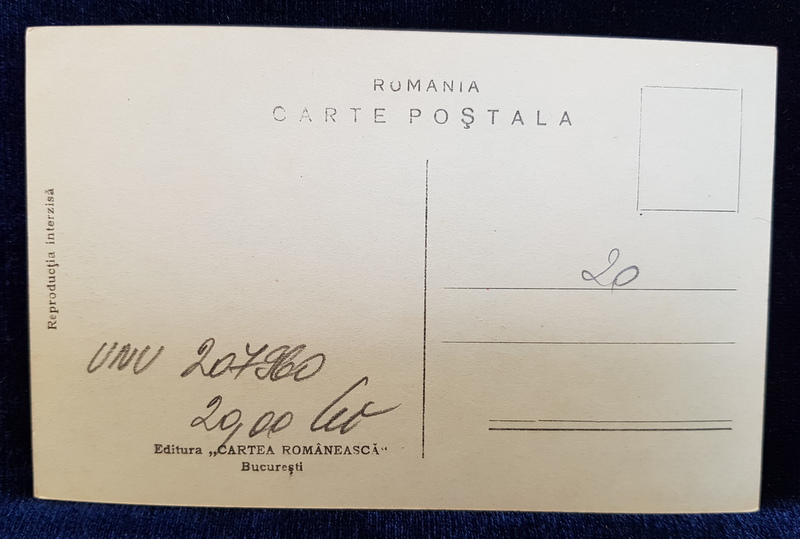 ROMANIA
CARTE POŞTALA
Reproducţia interzisă
20
UNU 207960
20,00 lei
Editura „CARTEA ROMÂNEASCĂ“
Bucureşti